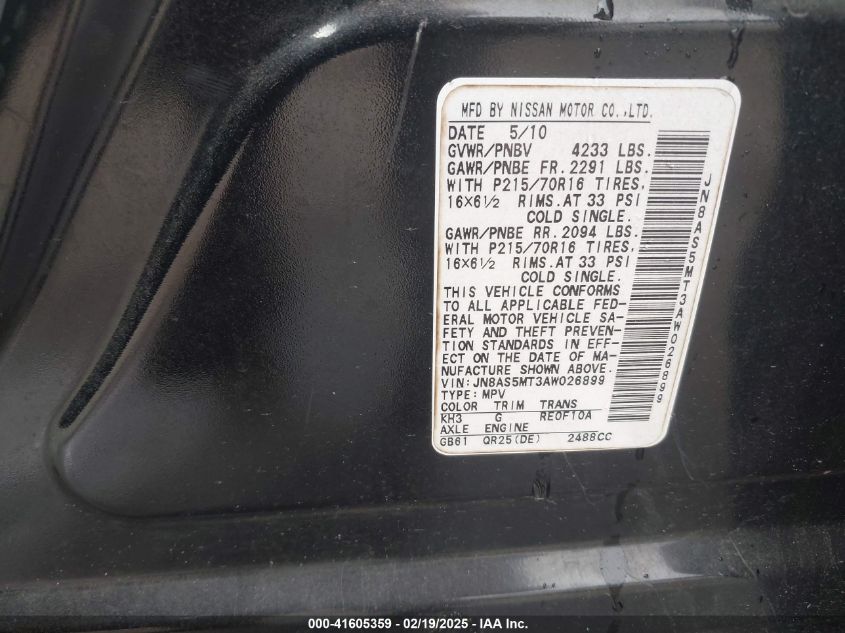 MFD BY NISSAN MOTOR CO.,LTD.
DATE 5/10
GVWR/PNBV 4233 LBS.
GAWR/PNBE FR. 2291 LBS.
WITH P215/70R16 TIRES,
16×6½ RIMS.AT 33 PSI
COLD SINGLE.
GAWR/PNBE RR. 2094 LBS.
WITH P215/70R16 TIRES,
16×6½ RIMS.AT 33 PSI
COLD SINGLE.
THIS VEHICLE CONFORMS
TO ALL APPLICABLE FED-
ERAL MOTOR VEHICLE SA-
FETY AND THEFT PREVEN-
TION STANDARDS IN EFF-
ECT ON THE DATE OF MA-
NUFACTURE SHOWN ABOVE.
VIN: JN8AS5MT3AW026899
TYPE: MPV
COLOR TRIM TRANS
KH3 G RE0F10A
AXLE ENGINE
GB61 QR25(DE) 2488CC
JN8AS5MT3AW026899
000-41605359 | 02/19/2025 | IAA Inc.